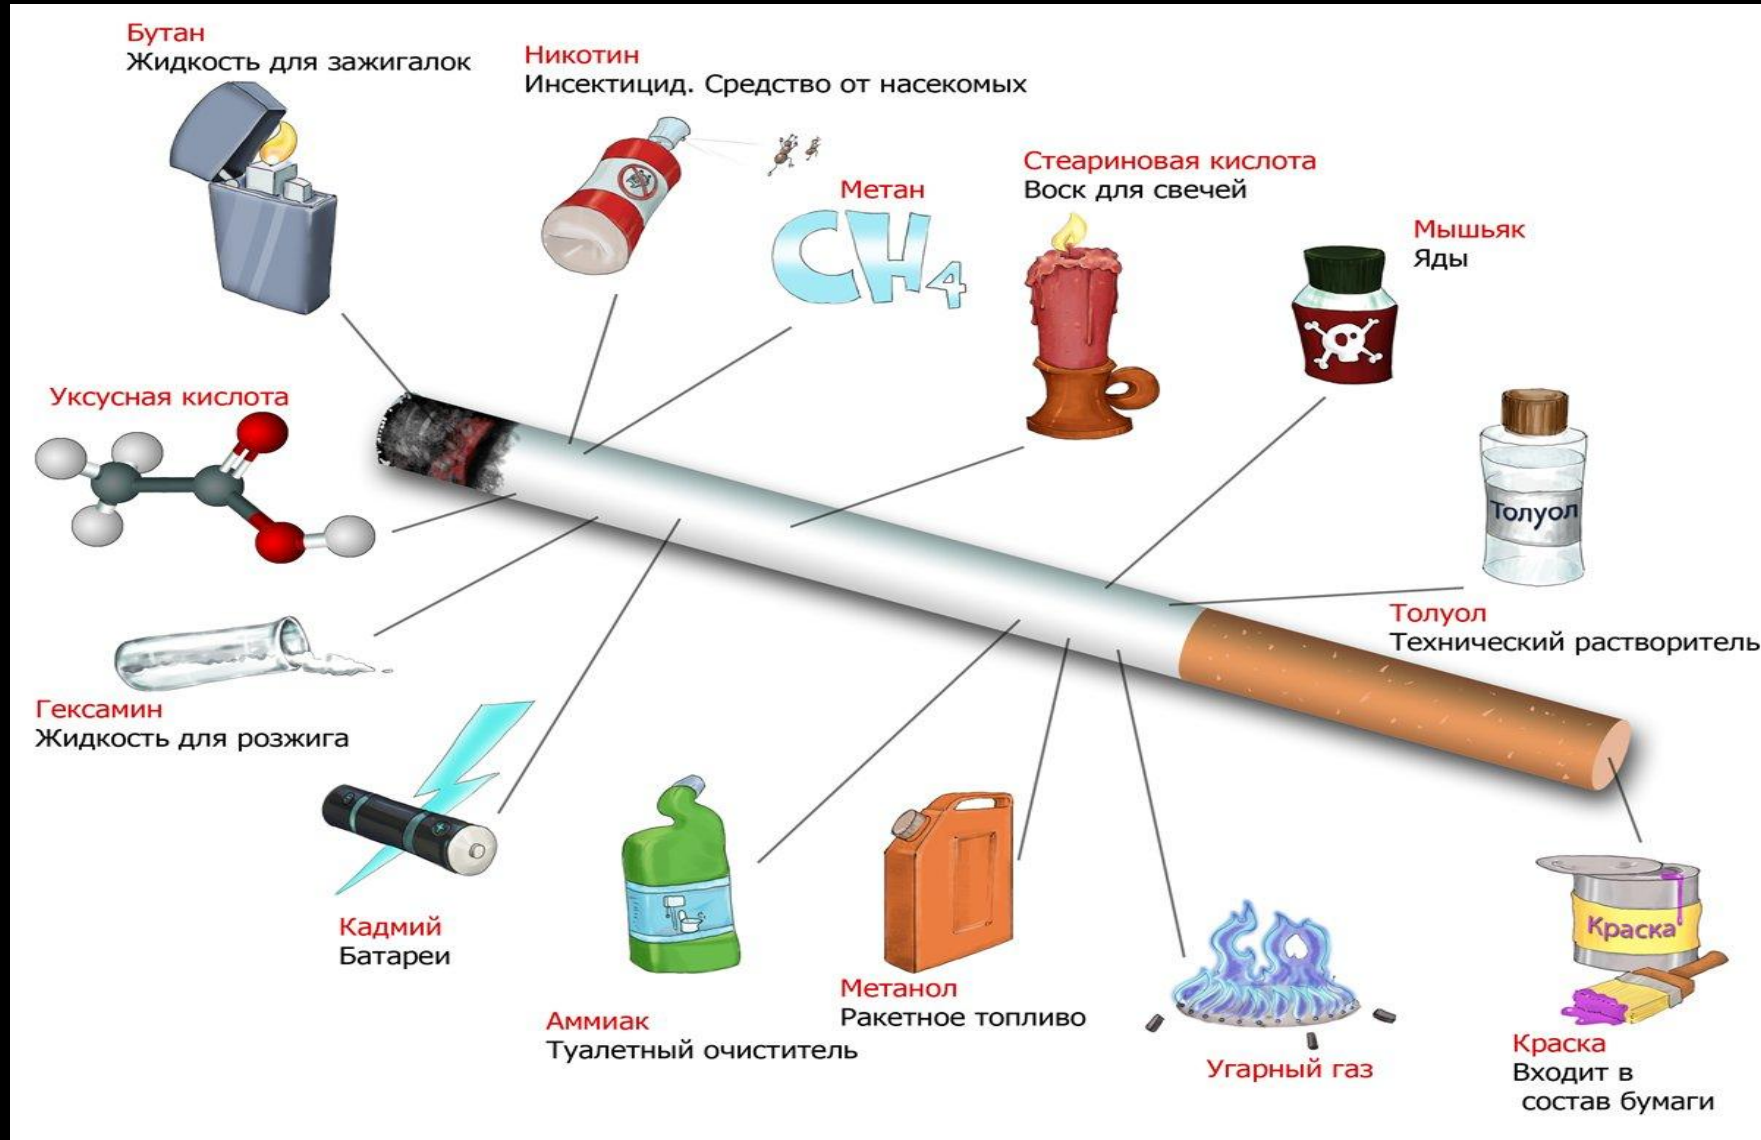 Бутан
Жидкость для зажигалок
Никотин
Инсектицид. Средство от насекомых
Метан
CH4
Стеариновая кислота
Воск для свечей
Мышьяк
Яды
Уксусная кислота
Толуол
Толуол
Технический растворитель
Гексамин
Жидкость для розжига
Кадмий
Батареи
Аммиак
Туалетный очиститель
Метанол
Ракетное топливо
CO
Угарный газ
Краска
Краска
Входит в
состав бумаги